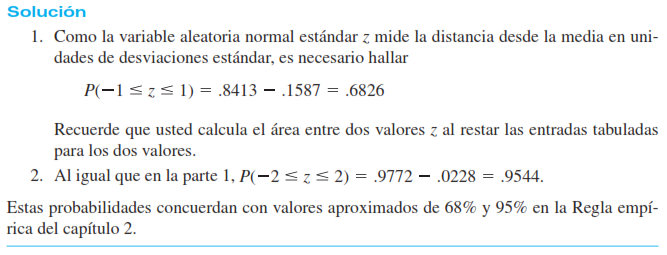 Solución
1. Como la variable aleatoria normal estándar z mide la distancia desde la media en uni-
dades de desviaciones estándar, es necesario hallar
P(−1 ≤ z ≤ 1) = .8413 − .1587 = .6826
Recuerde que usted calcula el área entre dos valores z al restar las entradas tabuladas
para los dos valores.
2. Al igual que en la parte 1, P(−2 ≤ z ≤ 2) = .9772 − .0228 = .9544.
Estas probabilidades concuerdan con valores aproximados de 68% y 95% en la Regla empí-
rica del capítulo 2.